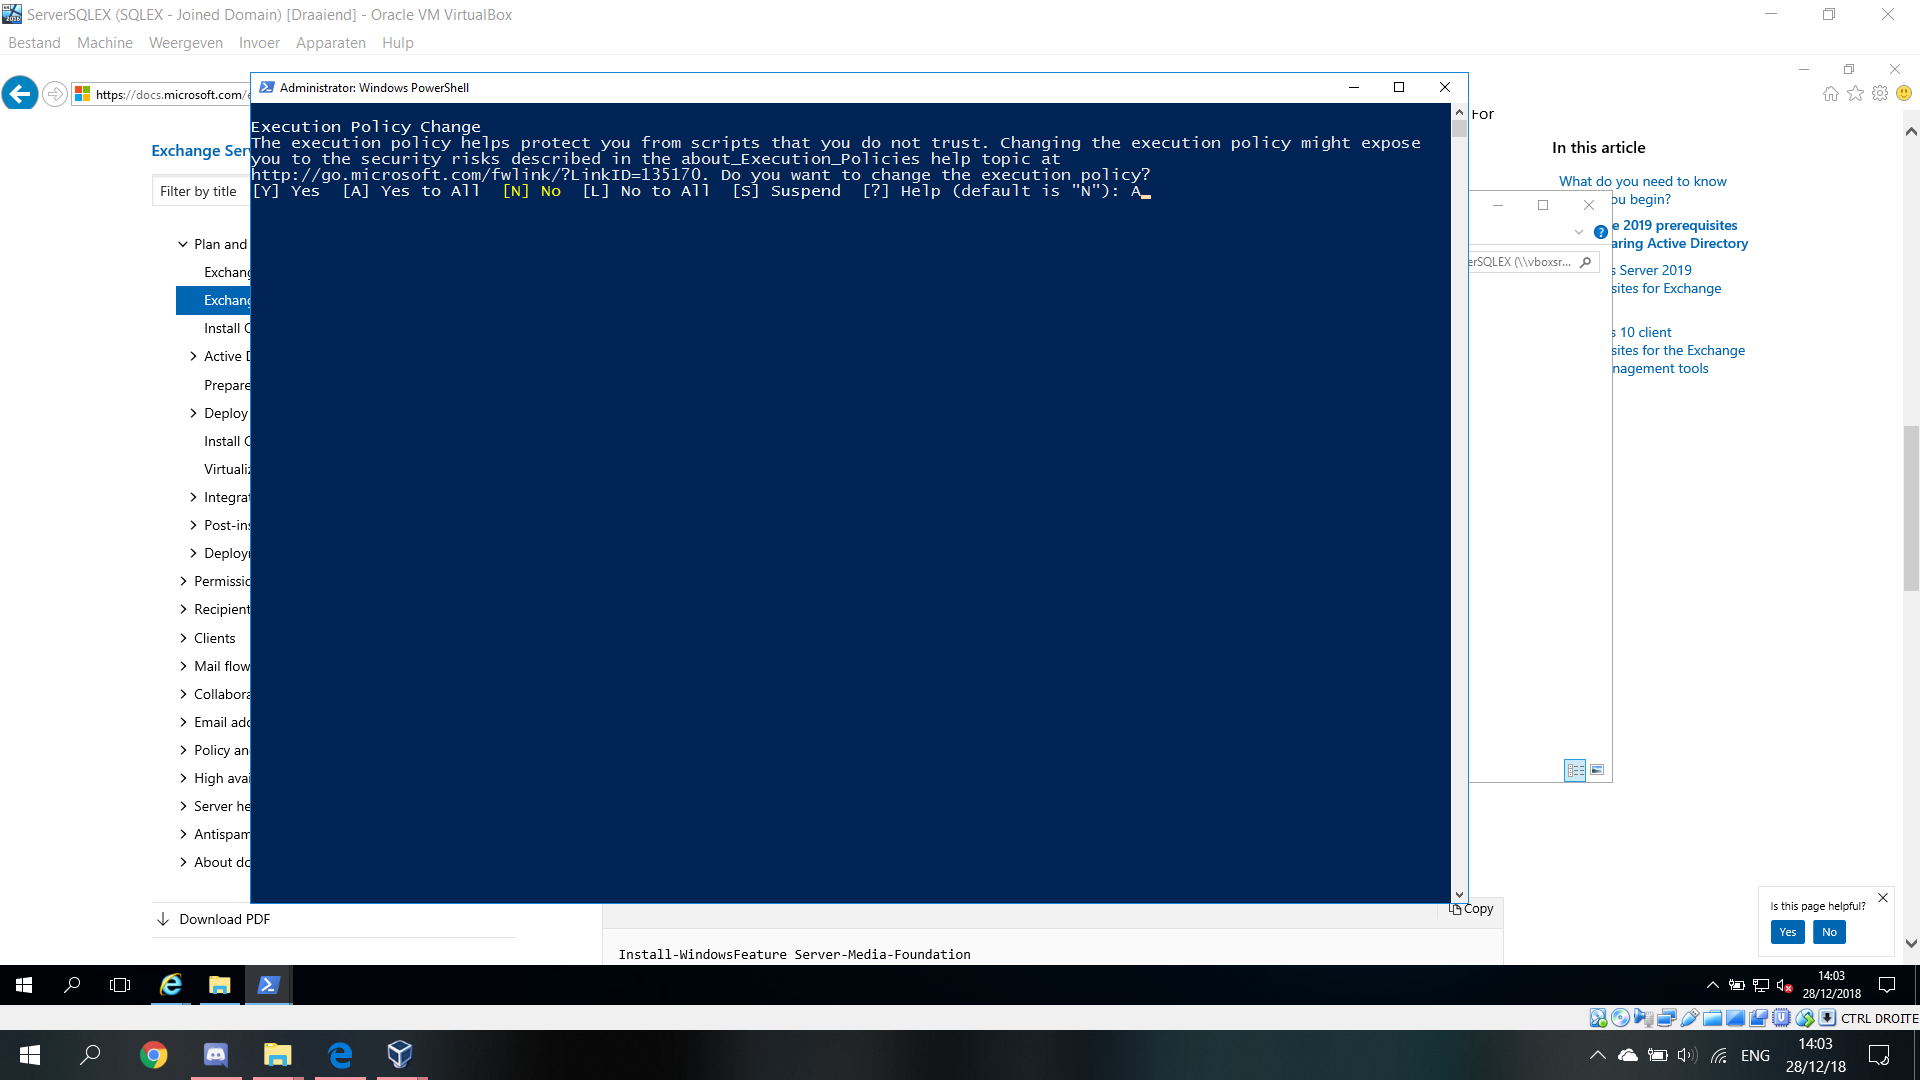 ServerSQLEX (SQLEX - Joined Domain) [Draaiend] - Oracle VM VirtualBox
Bestand Machine Weergeven Invoer Apparaten Hulp
https://docs.microsoft.com/e
Administrator: Windows PowerShell
Execution Policy Change
The execution policy helps protect you from scripts that you do not trust. Changing the execution policy might expose
you to the security risks described in the about_Execution_Policies help topic at
http://go.microsoft.com/fwlink/?LinkID=135170. Do you want to change the execution policy?
[Y] Yes [A] Yes to All [N] No [L] No to All [S] Suspend [?] Help (default is "N"): A
Exchange Ser
Filter by title
Plan and
Exchang
Exchang
Install C
Active D
Prepare
Deploy
Install C
Virtualiz
Integrat
Post-ins
Deployn
Permissio
Recipient
Clients
Mail flow
Collabora
Email add
Policy an
High avai
Server he
Antispam
About do
Download PDF
For
In this article
What do you need to know
ou begin?
e 2019 prerequisites
aring Active Directory
s Server 2019
sites for Exchange
s 10 client
sites for the Exchange
nagement tools
erSQLEX (\\vboxsr...
Copy
Install-WindowsFeature Server-Media-Foundation
Is this page helpful?
Yes No
14:03
28/12/2018
CTRL DROITE
ENG
14:03
28/12/18